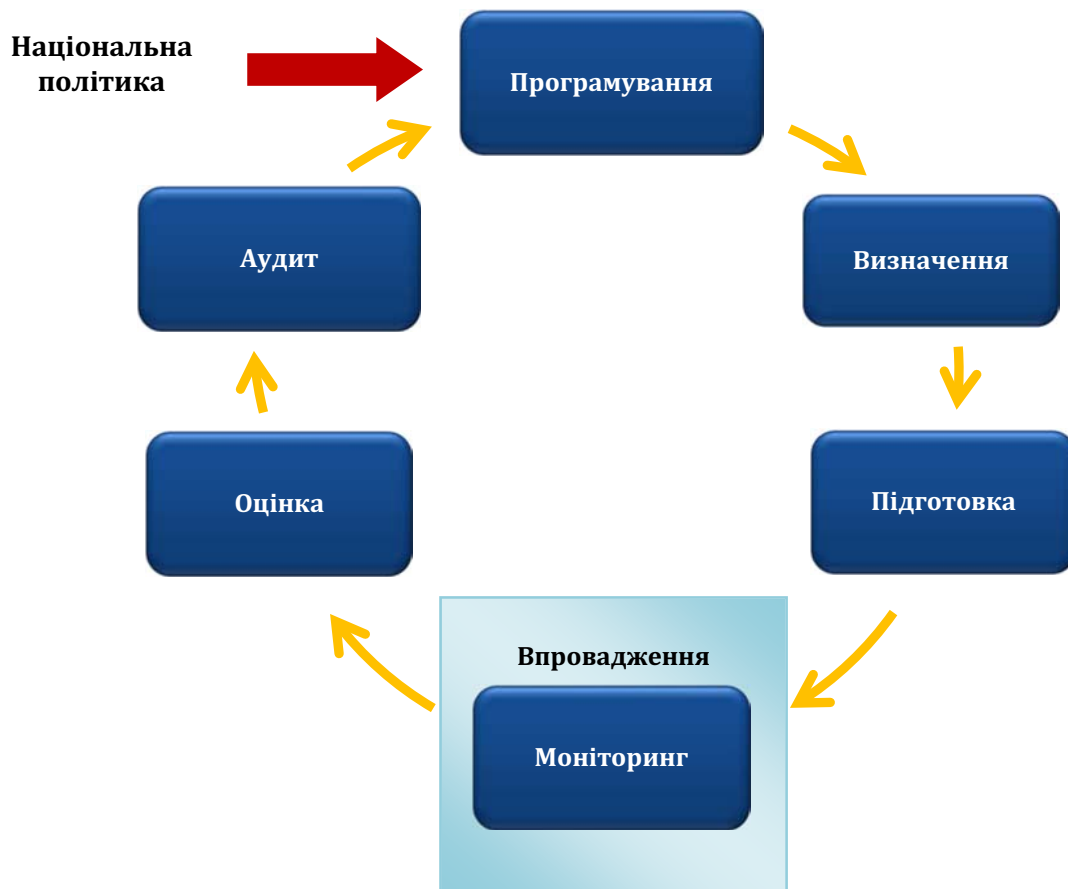 Національна
політика
Програмування
Аудит
Визначення
Оцінка
Підготовка
Впровадження
Моніторинг